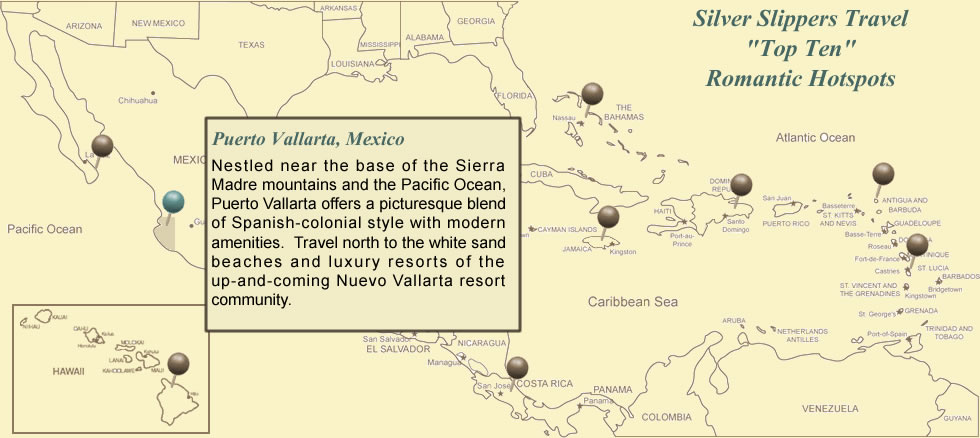 Silver Slippers Travel
"Top Ten"
Romantic Hotspots
Puerto Vallarta, Mexico
Nestled near the base of the Sierra
Madre mountains and the Pacific Ocean,
Puerto Vallarta offers a picturesque blend
of Spanish-colonial style with modern
amenities. Travel north to the white sand
beaches and luxury resorts of the
up-and-coming Nuevo Vallarta resort
community.
ARIZONA
NEW MEXICO
TEXAS
ARKANSAS
MISSISSIPPI
ALABAMA
GEORGIA
LOUISIANA
FLORIDA
Chihuahua
La
MEXIC
Gu
Pacific Ocean
Nassau
THE
BAHAMAS
Atlantic Ocean
CUBA
CAYMAN ISLANDS
JAMAICA
Kingston
HAITI
Port-au-
Prince
DOMIN
REPU
Santo
Domingo
San Juan
PUERTO RICO
Basseterre
ST KITTS
AND NEVIS
ANTIGUA AND
BARBUDA
GUADELOUPE
Basse-Terre
Roseau
DO
Fort-de-France
TINIQUE
Castries
ST. LUCIA
BARBADOS
Bridgetown
ST. VINCENT AND
THE GRENADINES
Kingstown
St. George's
GRENADA
Caribbean Sea
ARUBA
NETHERLANDS
ANTILLES
Port-of-Spain
TRINIDAD AND
TOBAGO
San Salvador
EL SALVADOR
NICARAGUA
Managua
San Jose
COSTA RICA
PANAMA
Panama
COLOMBIA
VENEZUELA
GUYANA
KAUAI
NIIHAU
OAHU
Honolulu
MOLOKAI
LANAI
KAHOOLAWE
MAUI
Hilo
HAWAII